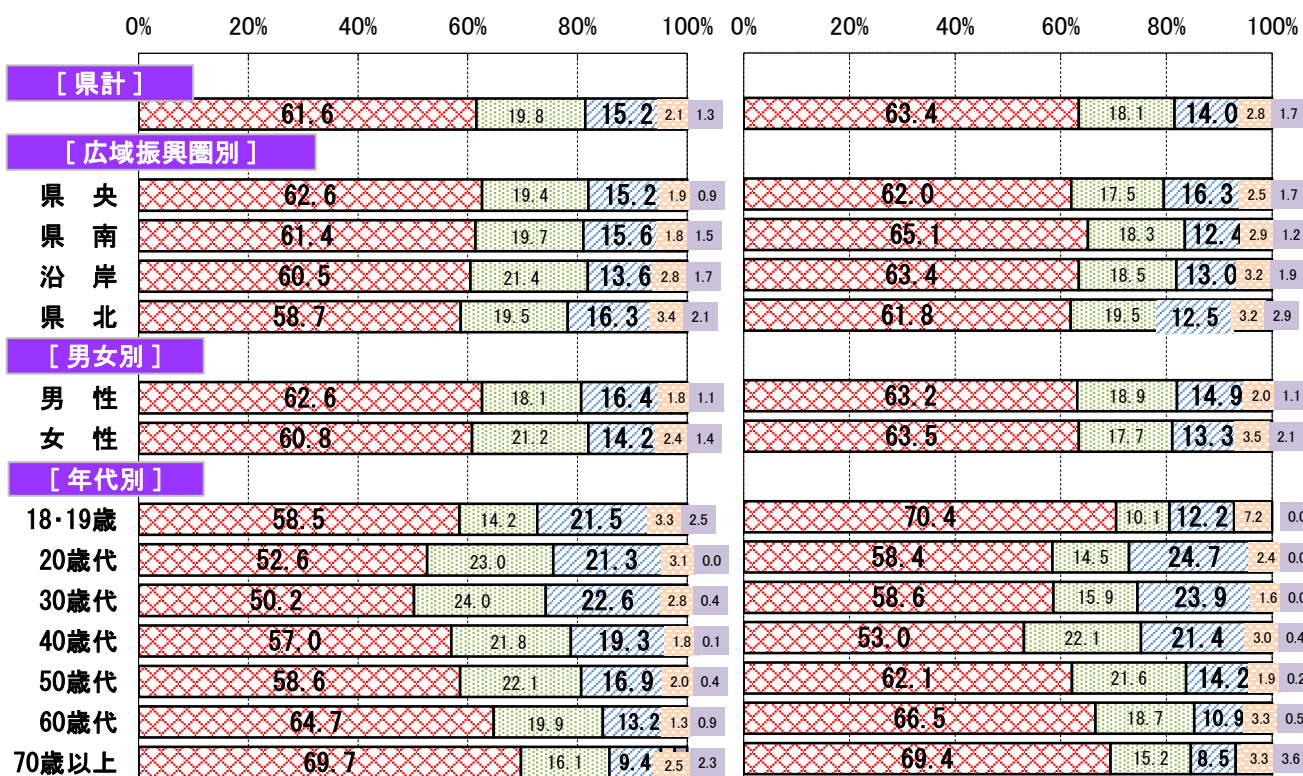 0% 20% 40% 60% 80% 100% 0% 20% 40% 60% 80% 100%
[ 県計 ]
61.6 19.8 15.2 2.1 1.3 63.4 18.1 14.0 2.8 1.7
[ 広域振興圏別 ]
県 央 62.6 19.4 15.2 1.9 0.9 62.0 17.5 16.3 2.5 1.7
県 南 61.4 19.7 15.6 1.8 1.5 65.1 18.3 12.4 2.9 1.2
沿 岸 60.5 21.4 13.6 2.8 1.7 63.4 18.5 13.0 3.2 1.9
県 北 58.7 19.5 16.3 3.4 2.1 61.8 19.5 12.5 3.2 2.9
[ 男女別 ]
男 性 62.6 18.1 16.4 1.8 1.1 63.2 18.9 14.9 2.0 1.1
女 性 60.8 21.2 14.2 2.4 1.4 63.5 17.7 13.3 3.5 2.1
[ 年代別 ]
18・19歳 58.5 14.2 21.5 3.3 2.5 70.4 10.1 12.2 7.2 0.0
20歳代 52.6 23.0 21.3 3.1 0.0 58.4 14.5 24.7 2.4 0.0
30歳代 50.2 24.0 22.6 2.8 0.4 58.6 15.9 23.9 1.6 0.0
40歳代 57.0 21.8 19.3 1.8 0.1 53.0 22.1 21.4 3.0 0.4
50歳代 58.6 22.1 16.9 2.0 0.4 62.1 21.6 14.2 1.9 0.2
60歳代 64.7 19.9 13.2 1.3 0.9 66.5 18.7 10.9 3.3 0.5
70歳以上 69.7 16.1 9.4 2.5 2.3 69.4 15.2 8.5 3.3 3.6